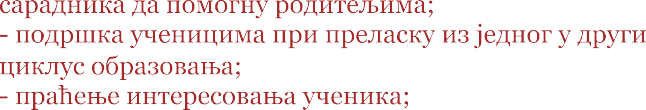 сарадника да помогну родитељима;
- подршка ученицима при преласку из једног у други
циклус образовања;
- праћење интересовања ученика;